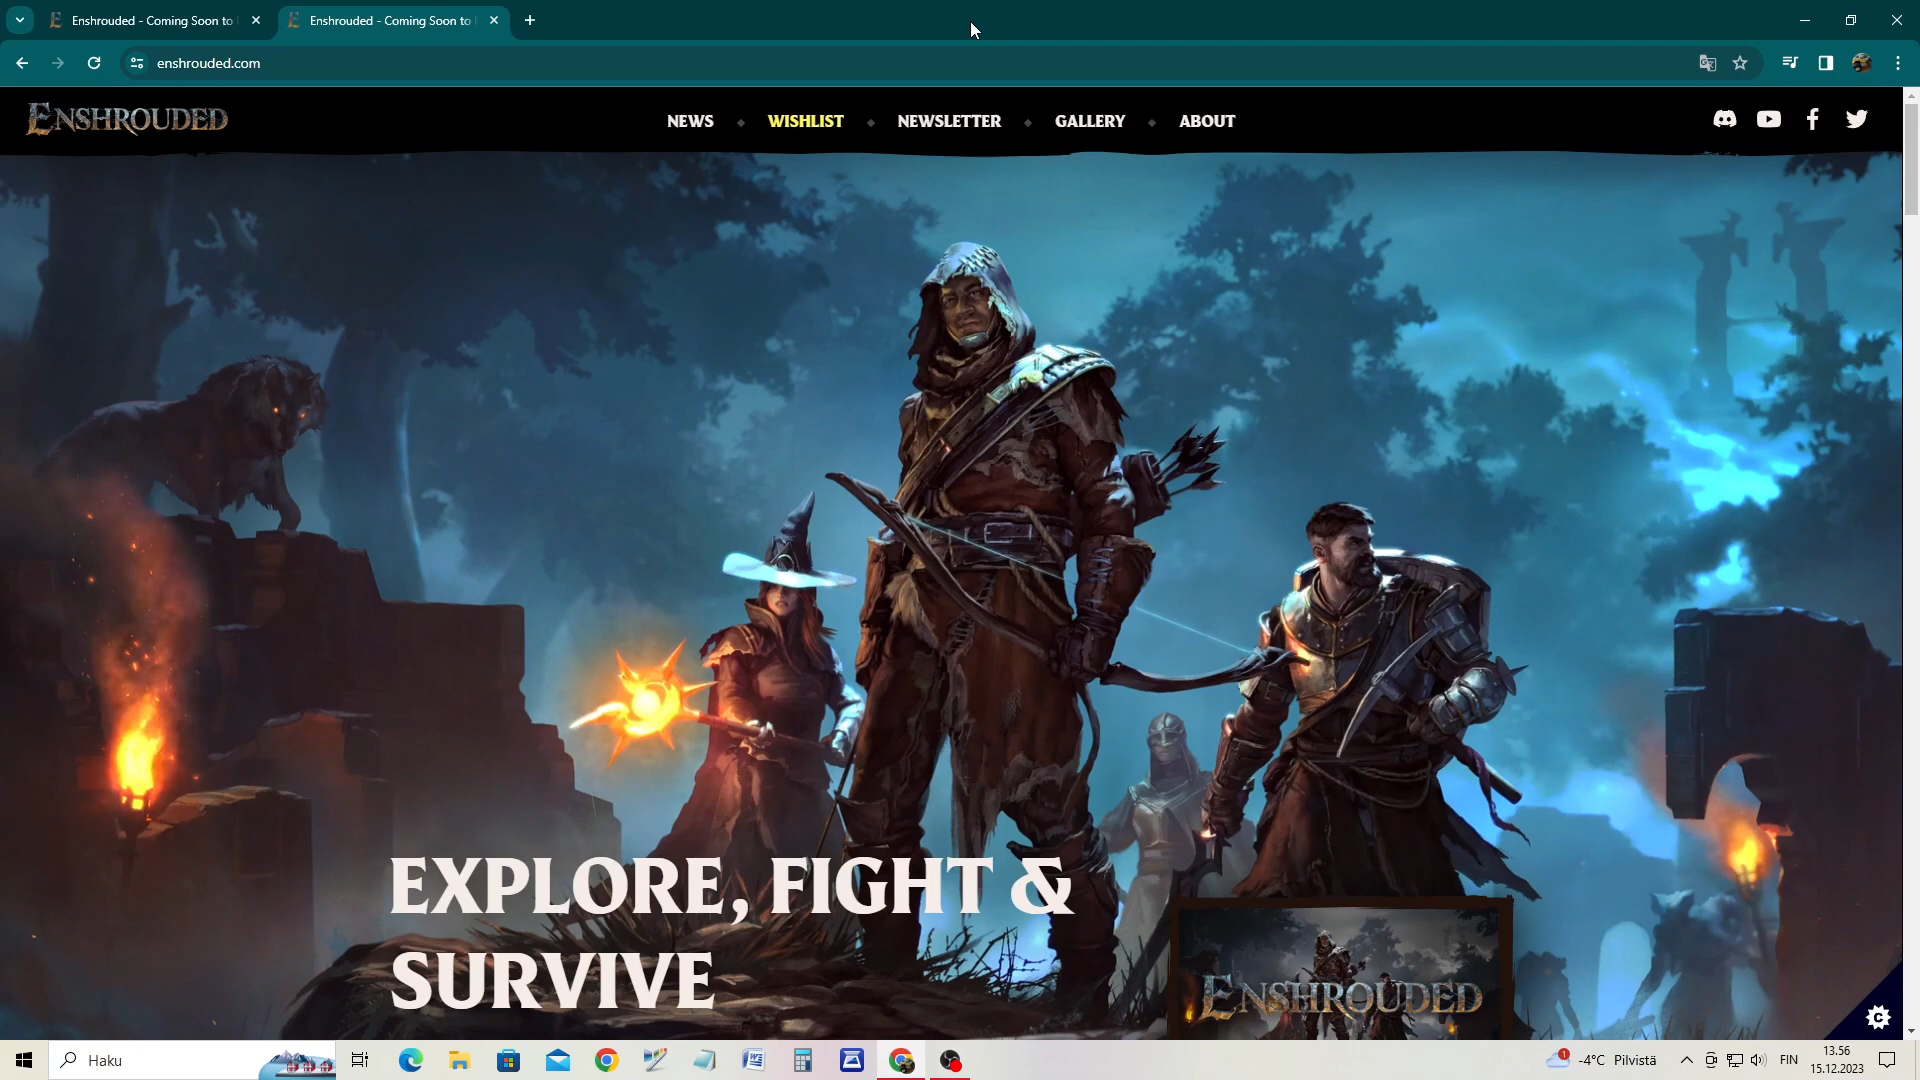 Enshrouded - Coming Soon to
Enshrouded - Coming Soon to
enshrouded.com
ENSHROUDED
NEWS
WISHLIST
NEWSLETTER
GALLERY
ABOUT
EXPLORE, FIGHT &
SURVIVE
ENSHROUDED
Haku
1
-4°C Pilvistä
FIN
13.56
15.12.2023